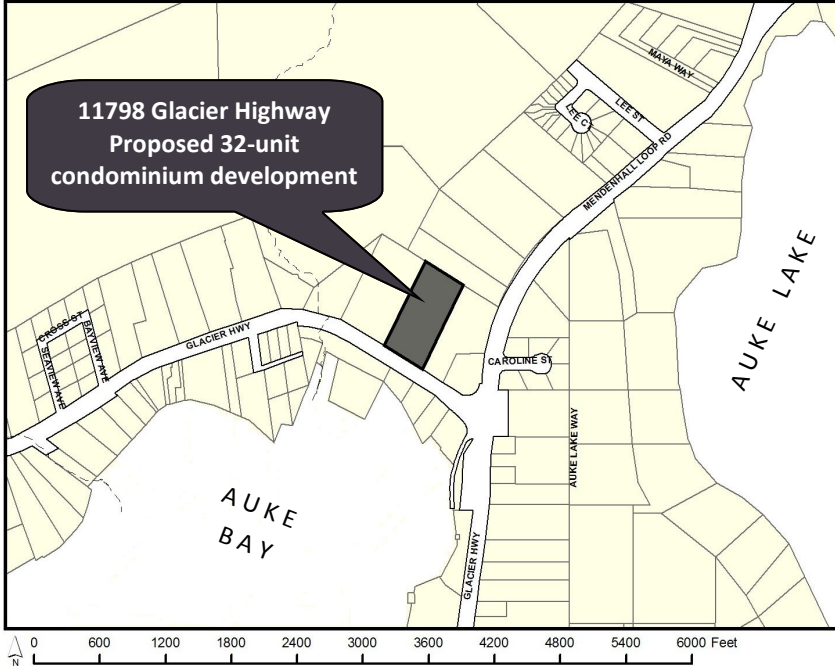 11798 Glacier Highway
Proposed 32-unit
condominium development
MAYA WAY
LEE ST
LEE CT
MENDENHALL LOOP RD
AUKE LAKE
CROSS ST
BAYVIEW AVE
SEAVIEW AVE
GLACIER HWY
CAROLINE ST
AUKE LAKE WAY
AUKE
BAY
GLACIER HWY
N 0 600 1200 1800 2400 3000 3600 4200 4800 5400 6000 Feet